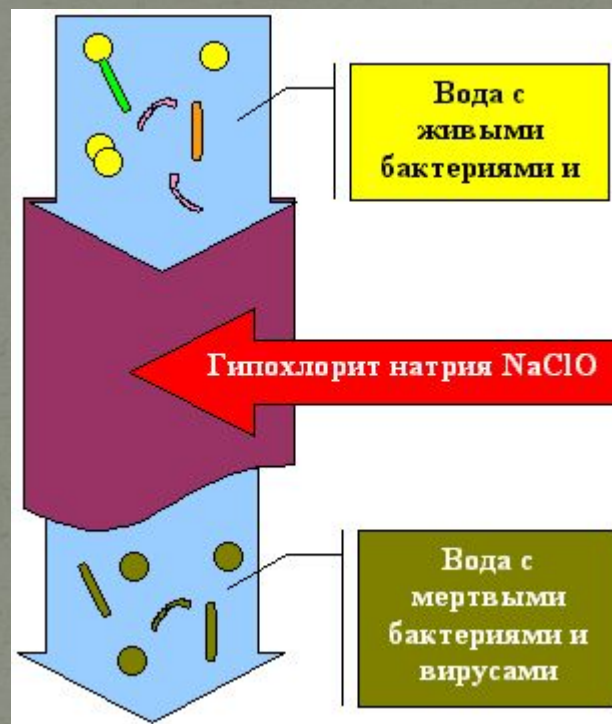 Вода с
живыми
бактериями и
Гипохлорит натрия NaClO
Вода с
мертвыми
бактериями и
вирусами